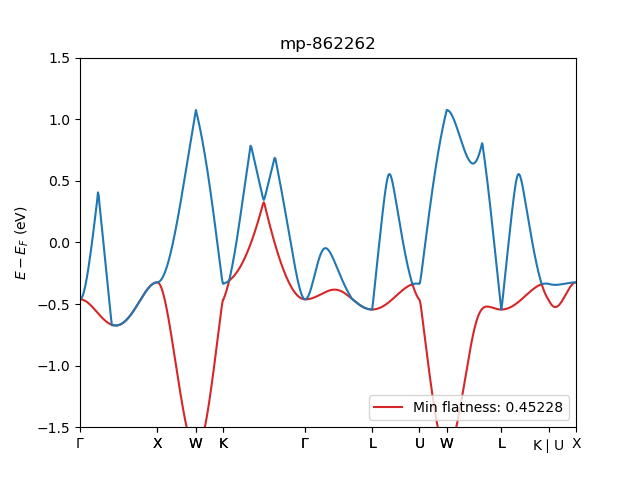 mp-862262
E − E_F (eV)
1.5
1.0
0.5
0.0
−0.5
−1.0
−1.5
Min flatness: 0.45228
Γ X W K Γ L U W L K | U X